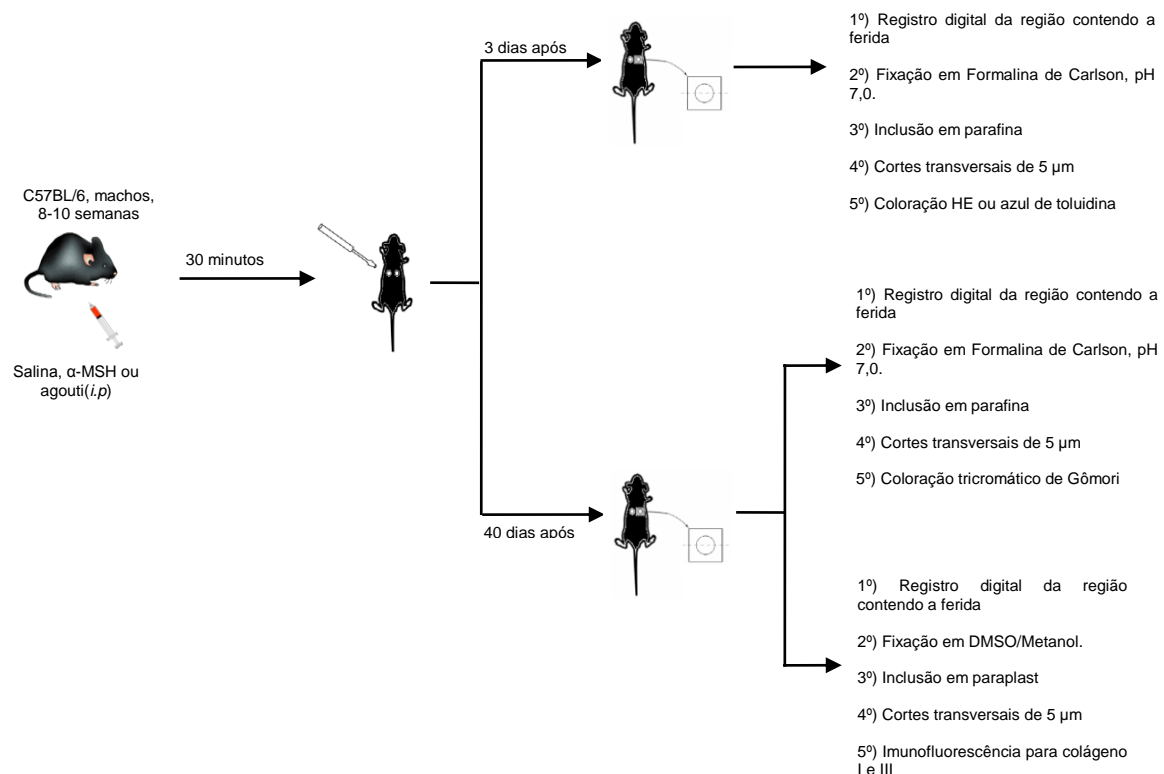 C57BL/6, machos,
8-10 semanas
Salina, α-MSH ou
agouti(i.p)
30 minutos
3 dias após
1º) Registro digital da região contendo a
ferida
2º) Fixação em Formalina de Carlson, pH
7,0.
3º) Inclusão em parafina
4º) Cortes transversais de 5 µm
5º) Coloração HE ou azul de toluidina
40 dias após
1º) Registro digital da região contendo a
ferida
2º) Fixação em Formalina de Carlson, pH
7,0.
3º) Inclusão em parafina
4º) Cortes transversais de 5 µm
5º) Coloração tricromático de Gômori
1º) Registro digital da região
contendo a ferida
2º) Fixação em DMSO/Metanol.
3º) Inclusão em paraplast
4º) Cortes transversais de 5 µm
5º) Imunofluorescência para colágeno
I e III